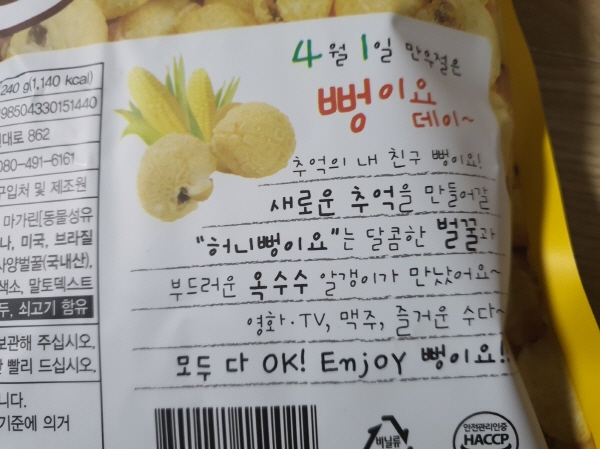 4월 1일 만우절은
뻥이요
데이~
추억의 내 친구 뻥이요!
새로운 추억을 만들어갈
"허니뻥이요"는 달콤한 벌꿀과
부드러운 옥수수 알갱이가 만났어요~
영화·TV, 맥주, 즐거운 수다~
모두 다 OK! Enjoy 뻥이요!
240 g(1,140 kcal)
98504330151440
대로 862
080-491-6161
구입처 및 제조원
마가린[동물성유
나, 미국, 브라질
사양벌꿀(국내산),
색소, 말토덱스트
두, 쇠고기 함유
보관해 주십시오.
빨리 드십시오.
니다.
기준에 의거
비닐류
안전관리인증
HACCP